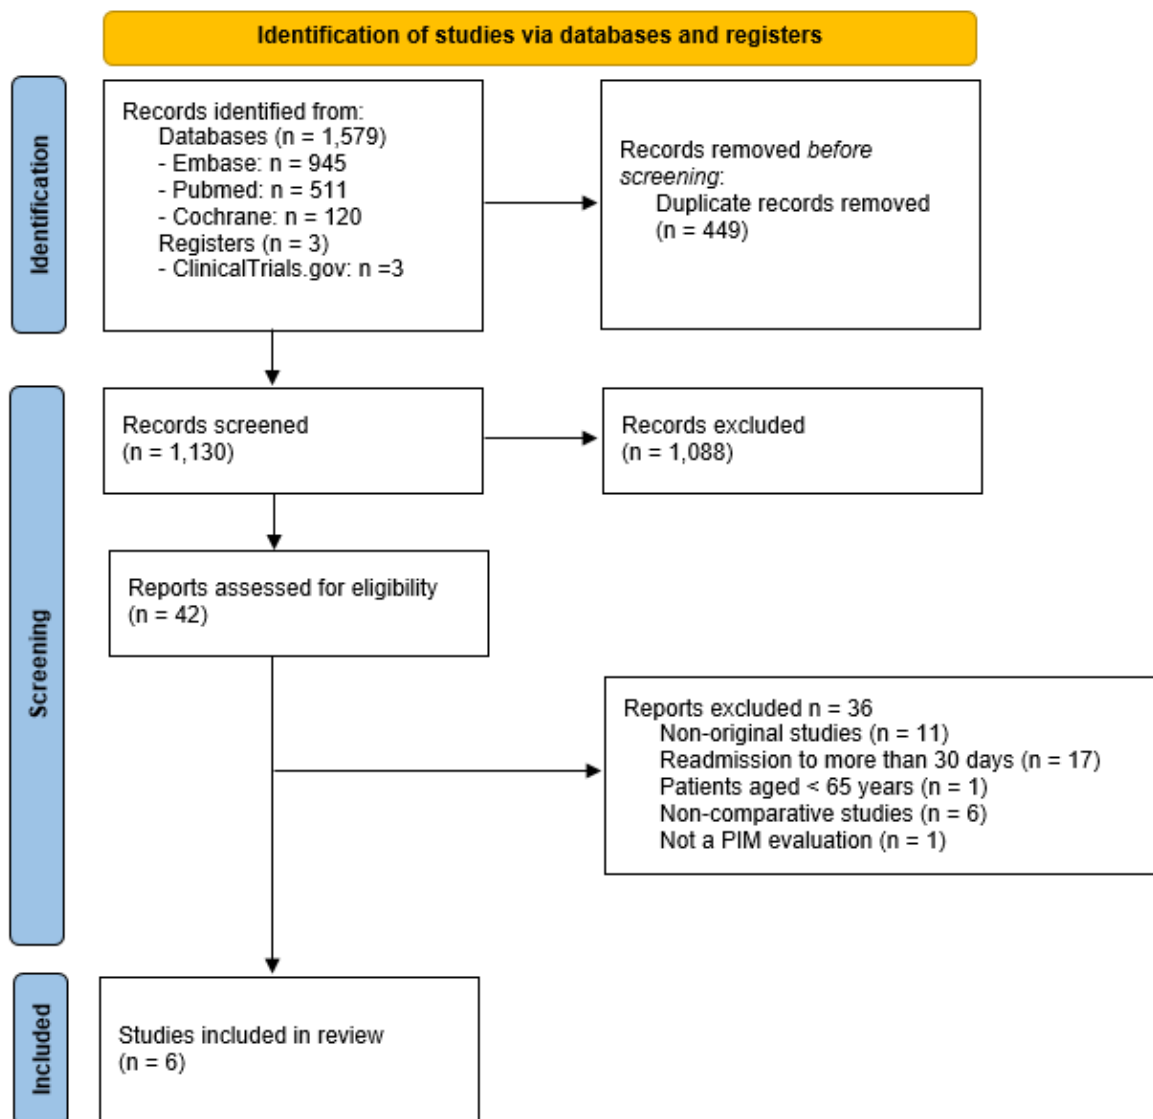 Identification of studies via databases and registers
Identification
Records identified from:
Databases (n = 1,579)
- Embase: n = 945
- Pubmed: n = 511
- Cochrane: n = 120
Registers (n = 3)
- ClinicalTrials.gov: n =3
Records removed before
screening:
Duplicate records removed
(n = 449)
Screening
Records screened
(n = 1,130)
Records excluded
(n = 1,088)
Reports assessed for eligibility
(n = 42)
Reports excluded n = 36
Non-original studies (n = 11)
Readmission to more than 30 days (n = 17)
Patients aged < 65 years (n = 1)
Non-comparative studies (n = 6)
Not a PIM evaluation (n = 1)
Included
Studies included in review
(n = 6)